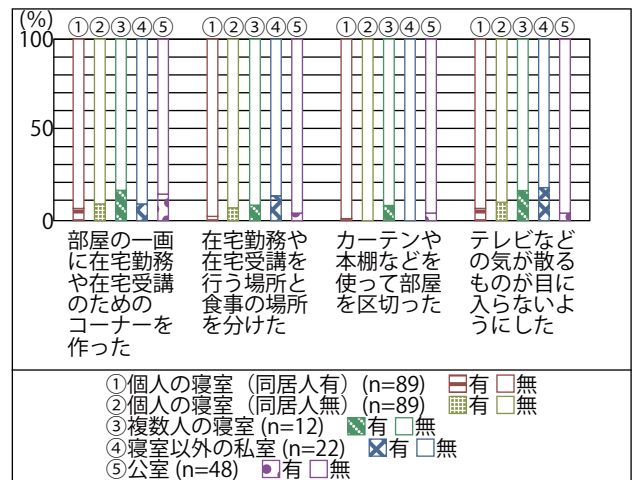 (%)
①②③④⑤ ①②③④⑤ ①②③④⑤ ①②③④⑤
100
50
0
部屋の一画
に在宅勤務
や在宅受講
のための
コーナーを
作った
在宅勤務や
在宅受講を
行う場所と
食事の場所
を分けた
カーテンや
本棚などを
使って部屋
を区切った
テレビなど
の気が散る
ものが目に
入らないよ
うにした
①個人の寝室（同居人有）(n=89) 有 無
②個人の寝室（同居人無）(n=89) 有 無
③複数人の寝室 (n=12) 有 無
④寝室以外の私室 (n=22) 有 無
⑤公室 (n=48) 有 無